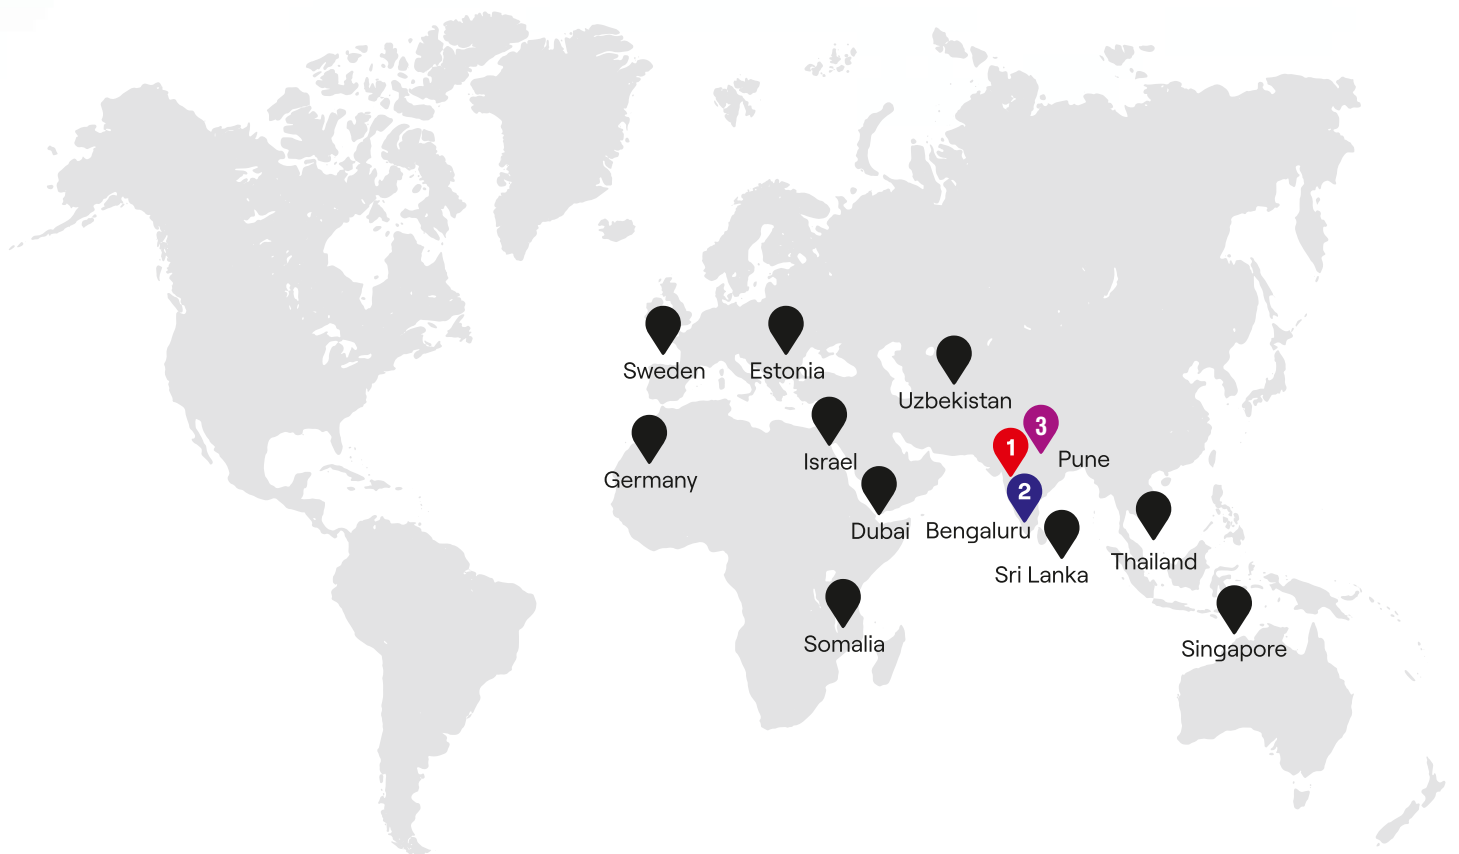 Sweden
Estonia
Uzbekistan
3
1
Pune
Israel
Germany
2
Dubai
Bengaluru
Thailand
Sri Lanka
Somalia
Singapore